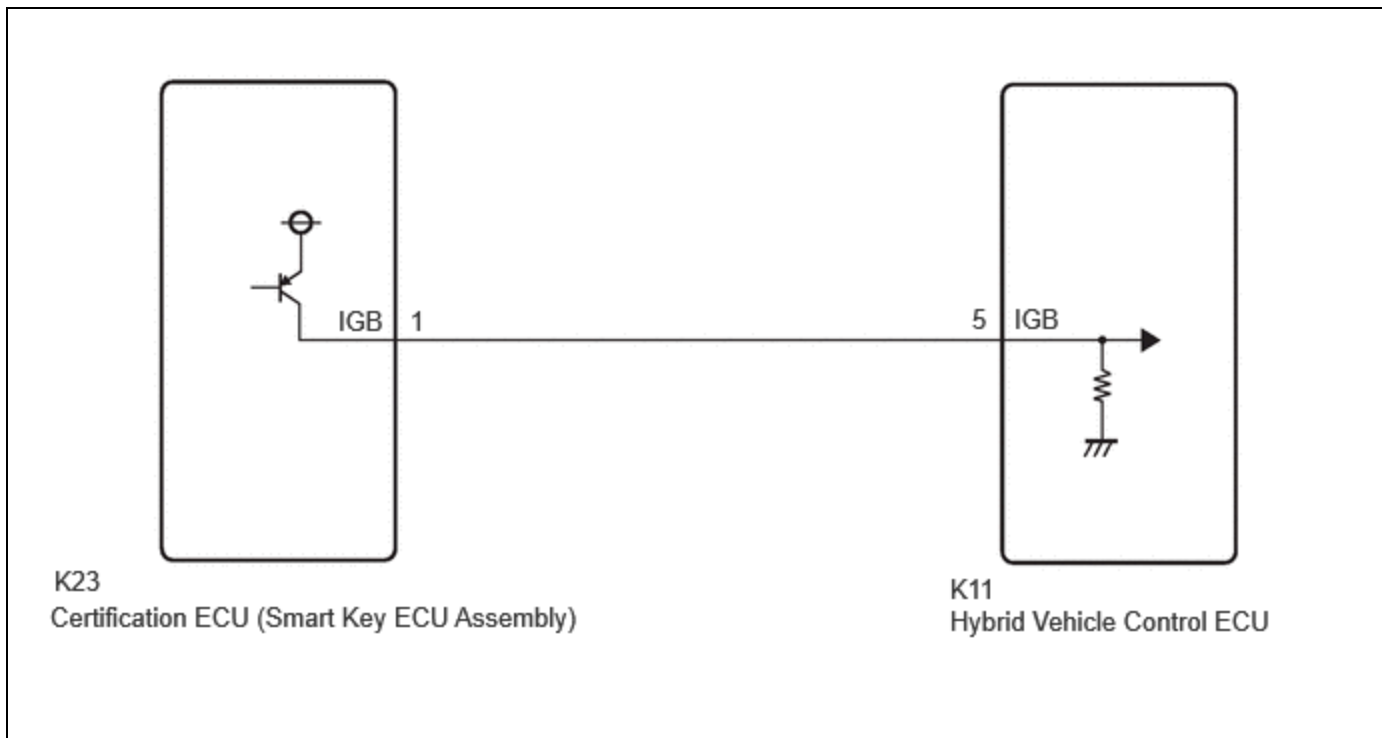 IGB 1
5 IGB
K23
Certification ECU (Smart Key ECU Assembly)
K11
Hybrid Vehicle Control ECU